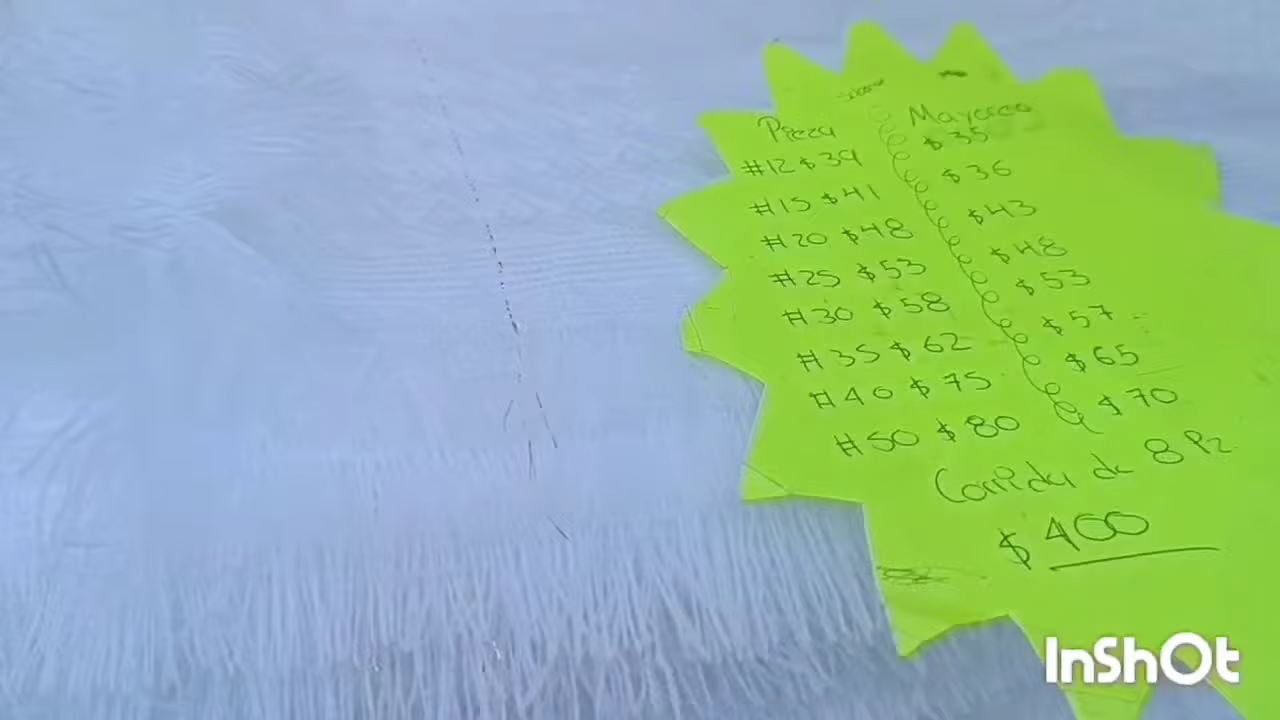 Pieza Mayoreo
#12 $39 $35
#15 $41 $36
#20 $48 $43
#25 $53 $48
#30 $58 $53
#35 $62 $57
#40 $75 $65
#50 $80 $70
Corrida de 8 Pz
$400
InShOt